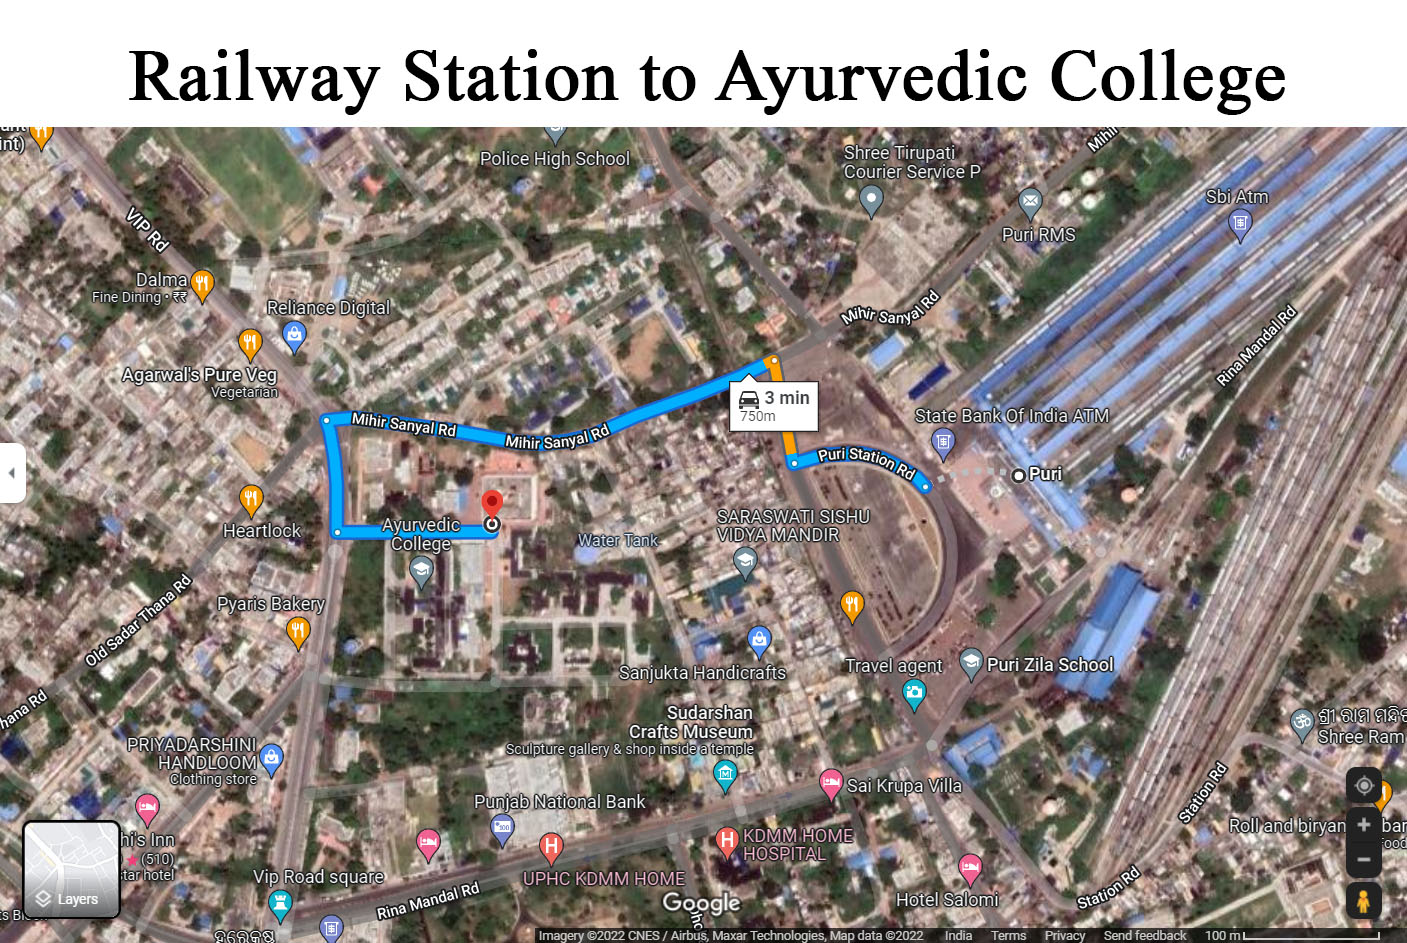 Railway Station to Ayurvedic College
int)
Police High School
Shree Tirupati
Courier Service P
Mihir
Sbi Atm
VIP Rd
Puri RMS
Dalma
Fine Dining • ₹₹
Reliance Digital
Mihir Sanyal Rd
Rina Mandal Rd
Agarwal's Pure Veg
Vegetarian
3 min
750m
Mihir Sanyal Rd
Mihir Sanyal Rd
State Bank Of India ATM
Puri Station Rd
Puri
Heartlock
Ayurvedic
College
Water Tank
SARASWATI SISHU
VIDYA MANDIR
Old Sadar Thana Rd
Pyaris Bakery
Sanjukta Handicrafts
Travel agent
Puri Zila School
hana Rd
Sudarshan
Crafts Museum
Sculpture gallery & shop inside a temple
ଶ୍ରୀ ରାମ ମନ୍ଦି
Shree Ram
PRIYADARSHINI
HANDLOOM
Clothing store
Sai Krupa Villa
Station Rd
Punjab National Bank
KDMM HOME
HOSPITAL
Roll and biryan
bar
hi's Inn
(510)
tar hotel
UPHC KDMM HOME
Vip Road square
Layers
Rina Mandal Rd
Hotel Salomi
Station Rd
Google
Imagery ©2022 CNES / Airbus, Maxar Technologies, Map data ©2022 India Terms Privacy Send feedback 100 m